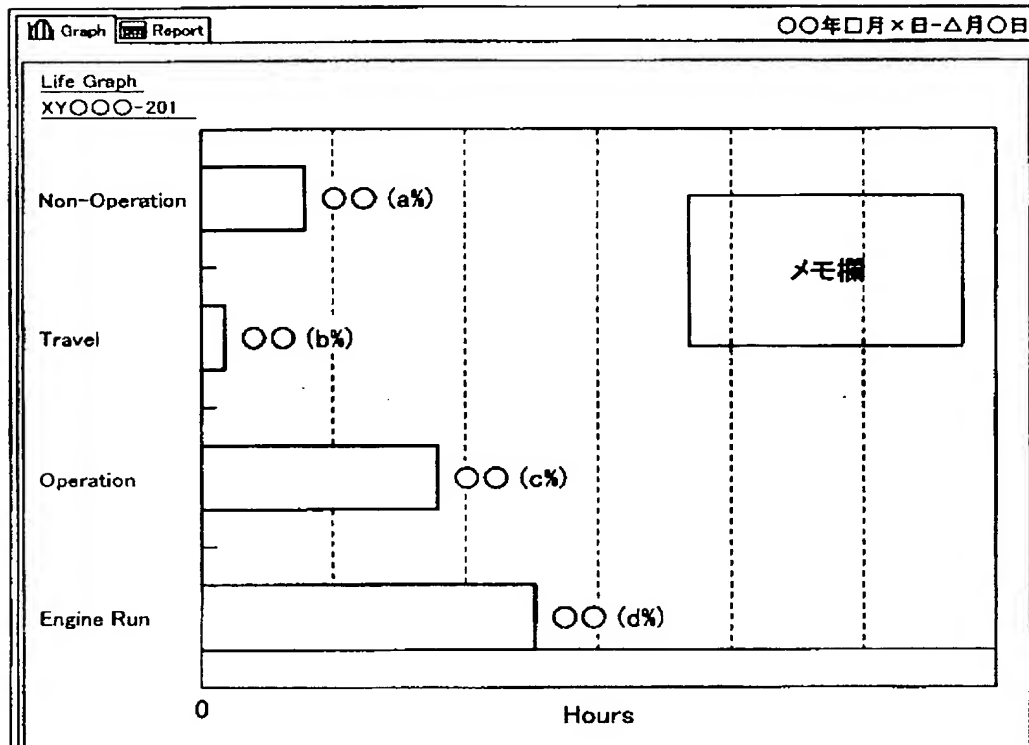 Graph Report ○○年□月×日-△月○日
Life Graph
XY○○○-201
Non-Operation ○○ (a%)
メモ欄
Travel ○○ (b%)
Operation ○○ (c%)
Engine Run ○○ (d%)
0
Hours